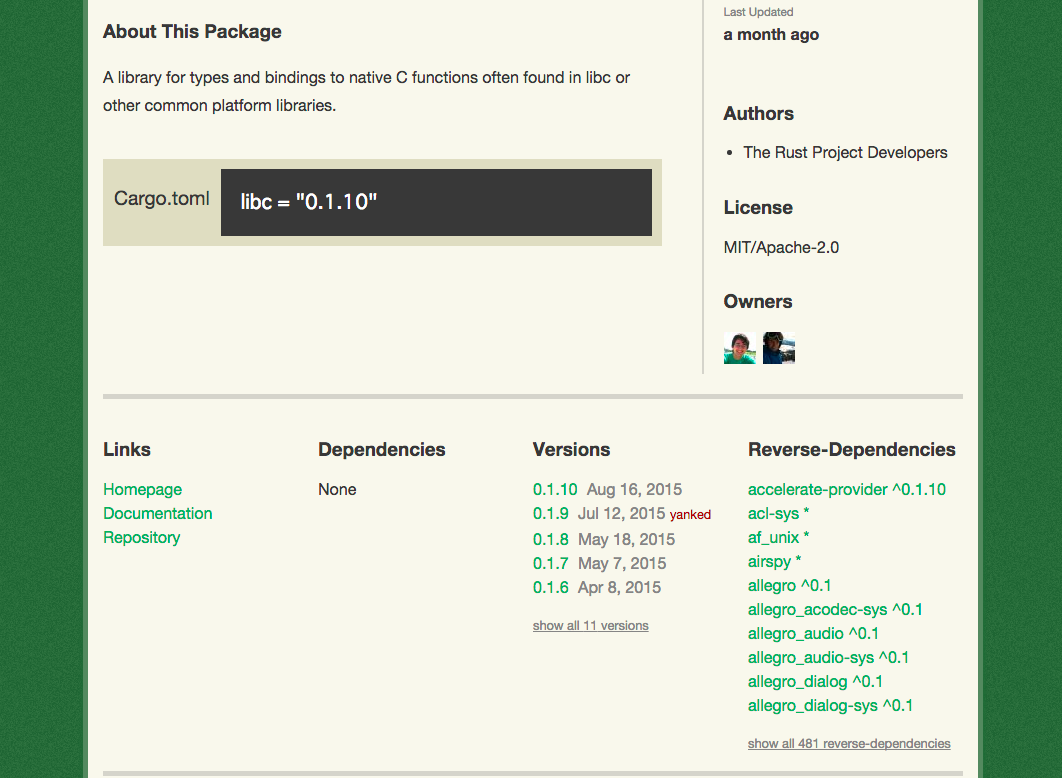 About This Package
A library for types and bindings to native C functions often found in libc or
other common platform libraries.
Cargo.toml
libc = "0.1.10"
Last Updated
a month ago
Authors
• The Rust Project Developers
License
MIT/Apache-2.0
Owners
Links
Homepage
Documentation
Repository
Dependencies
None
Versions
0.1.10 Aug 16, 2015
0.1.9 Jul 12, 2015 yanked
0.1.8 May 18, 2015
0.1.7 May 7, 2015
0.1.6 Apr 8, 2015
show all 11 versions
Reverse-Dependencies
accelerate-provider ^0.1.10
acl-sys *
af_unix *
airspy *
allegro ^0.1
allegro_acodec-sys ^0.1
allegro_audio ^0.1
allegro_audio-sys ^0.1
allegro_dialog ^0.1
allegro_dialog-sys ^0.1
show all 481 reverse-dependencies